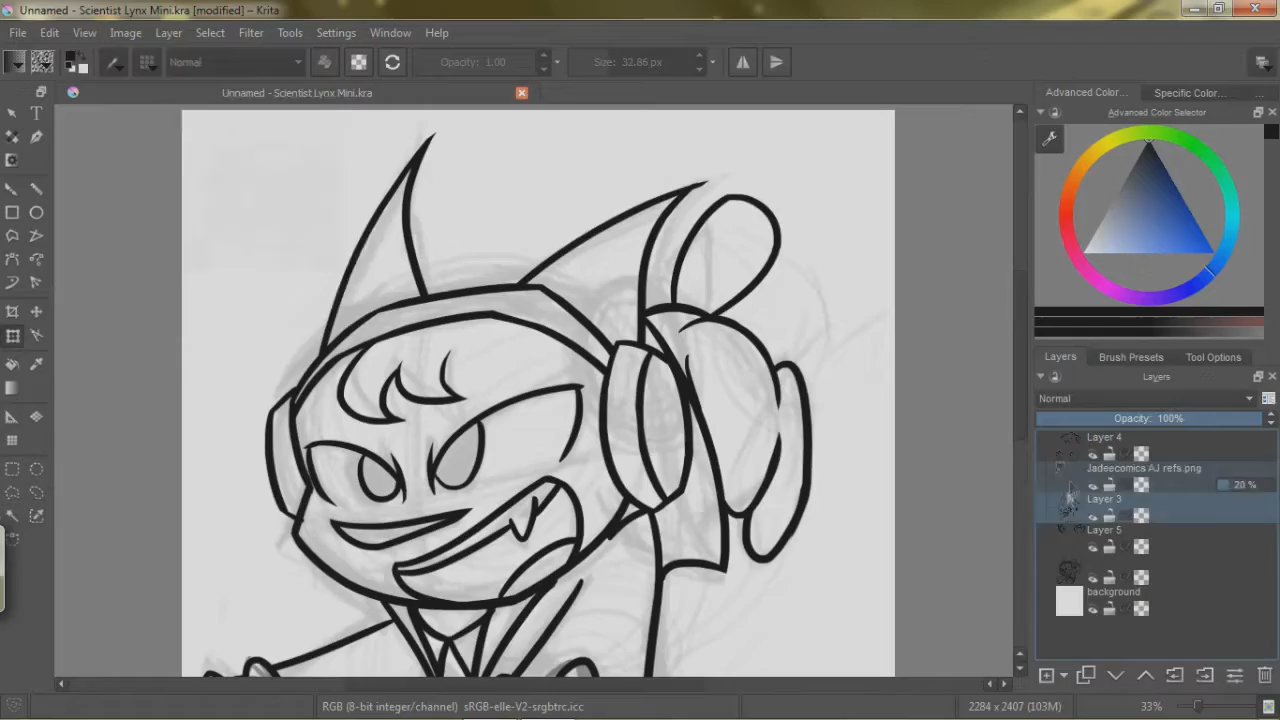 Unnamed - Scientist Lynx Mini.kra [modified] – Krita
File Edit View Image Layer Select Filter Tools Settings Window Help
Normal Opacity: 1.00 Size: 32.86 px
Unnamed - Scientist Lynx Mini.kra
Advanced Color... Specific Color... ...
Advanced Color Selector
Layers Brush Presets Tool Options
Layers
Normal
Opacity: 100%
Layer 4
Jadeecomics AJ refs.png
20 %
Layer 3
Layer 5
background
RGB (8-bit integer/channel) sRGB-elle-V2-srgbtrc.icc 2284 x 2407 (103M) 33%